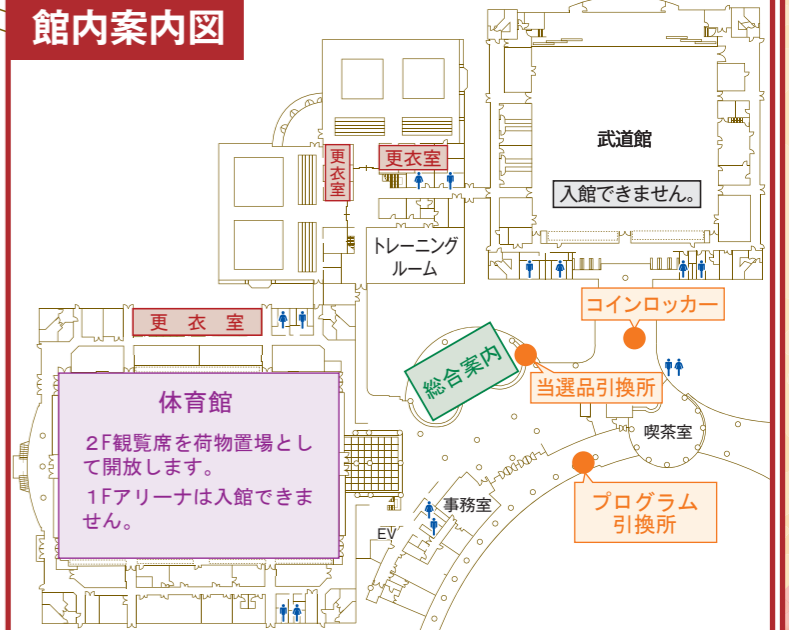 館内案内図
更衣室
更衣室
武道館
入館できません。
トレーニング
ルーム
コインロッカー
更衣室
総合案内
当選品引換所
体育館
２F観覧席を荷物置場とし
て開放します。
１Fアリーナは入館できま
せん。
喫茶室
事務室
プログラム
引換所
EV